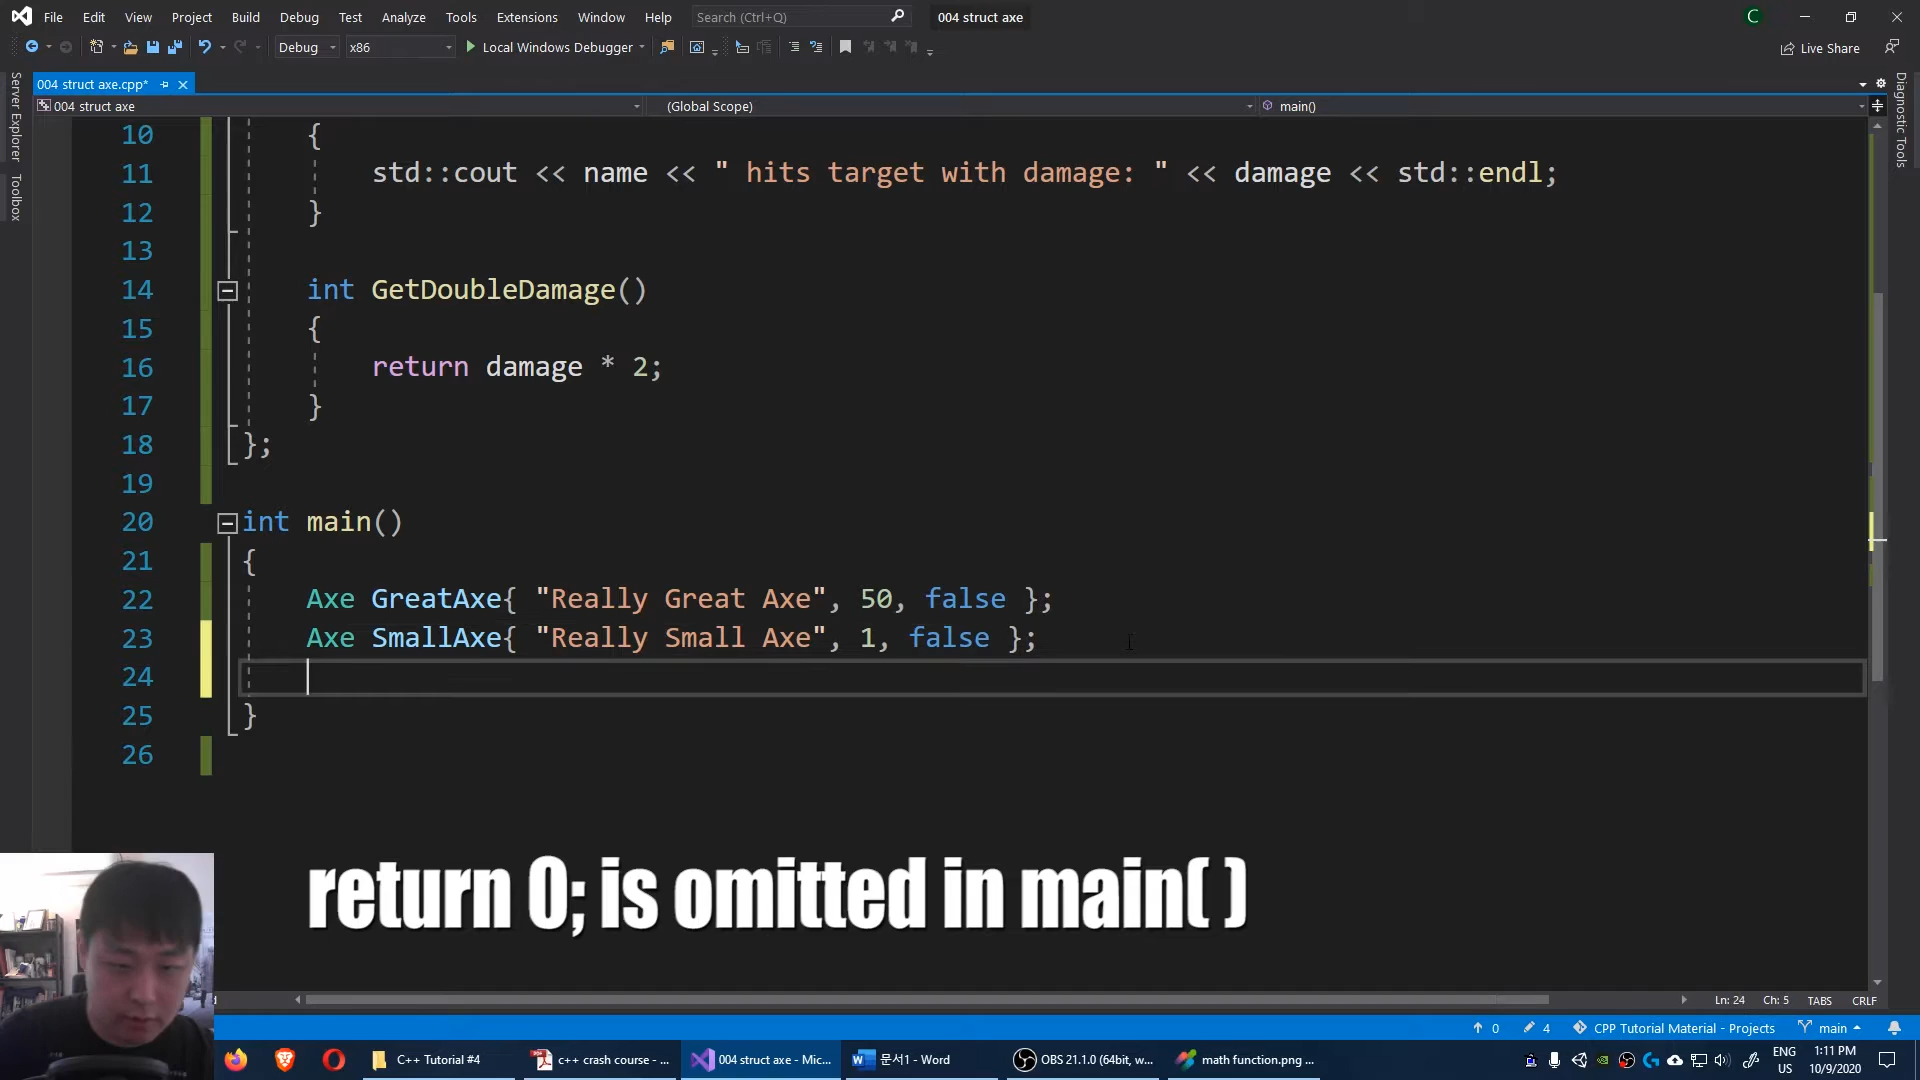 File Edit View Project Build Debug Test Analyze Tools Extensions Window Help Search (Ctrl+Q) 004 struct axe C
Debug x86 Local Windows Debugger Live Share
004 struct axe.cpp*
004 struct axe (Global Scope) main()
Server Explorer
Toolbox
Diagnostic Tools
10 {
11 std::cout << name << " hits target with damage: " << damage << std::endl;
12 }
13
14 int GetDoubleDamage()
15 {
16 return damage * 2;
17 }
18 };
19
20 int main()
21 {
22 Axe GreatAxe{ "Really Great Axe", 50, false };
23 Axe SmallAxe{ "Really Small Axe", 1, false };
24
25 }
26
return 0; is omitted in main( )
Ln: 24 Ch: 5 TABS CRLF
0 4 CPP Tutorial Material - Projects main
C++ Tutorial #4 c++ crash course - ... 004 struct axe - Mic... 문서1 - Word OBS 21.1.0 (64bit, w... math function.png ... ENG US 1:11 PM 10/9/2020